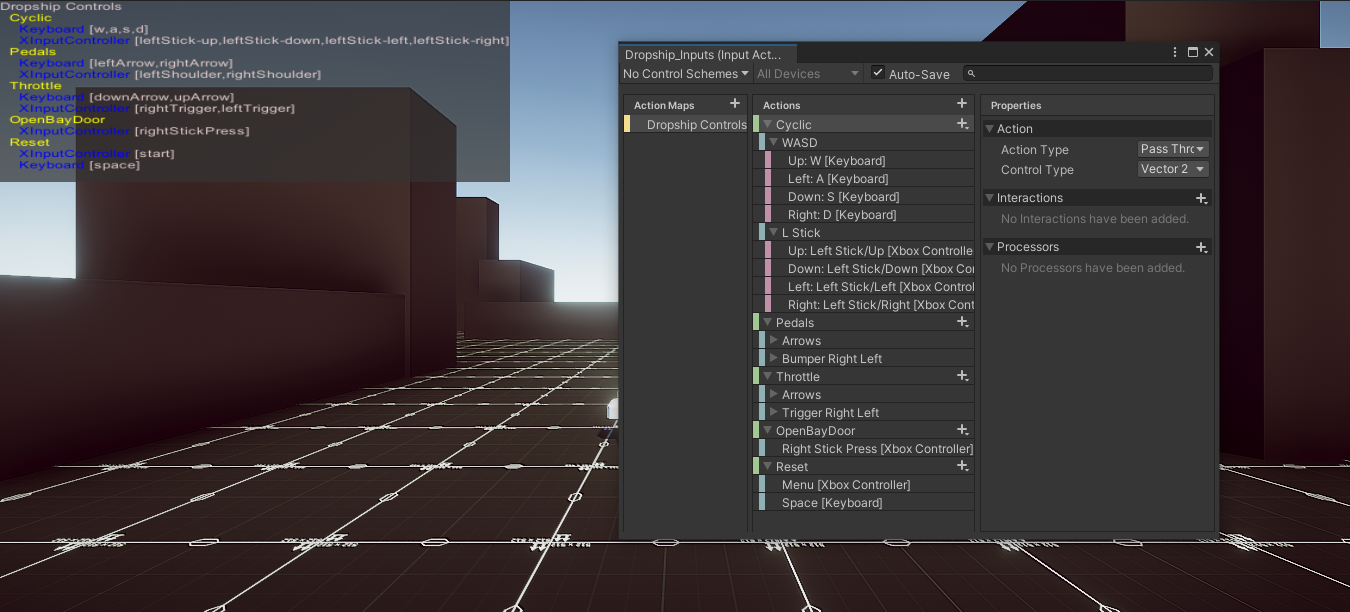 Dropship Controls
Cyclic
Keyboard [w,a,s,d]
XInputController [leftStick-up,leftStick-down,leftStick-left,leftStick-right]
Pedals
Keyboard [leftArrow,rightArrow]
XInputController [leftShoulder,rightShoulder]
Throttle
Keyboard [downArrow,upArrow]
XInputController [rightTrigger,leftTrigger]
OpenBayDoor
XInputController [rightStickPress]
Reset
XInputController [start]
Keyboard [space]
Dropship_Inputs (Input Act...
No Control Schemes
All Devices
Auto-Save
Action Maps
Dropship Controls
Actions
Cyclic
WASD
Up: W [Keyboard]
Left: A [Keyboard]
Down: S [Keyboard]
Right: D [Keyboard]
L Stick
Up: Left Stick/Up [Xbox Controlle
Down: Left Stick/Down [Xbox Co
Left: Left Stick/Left [Xbox Control
Right: Left Stick/Right [Xbox Cont
Pedals
Arrows
Bumper Right Left
Throttle
Arrows
Trigger Right Left
OpenBayDoor
Right Stick Press [Xbox Controller]
Reset
Menu [Xbox Controller]
Space [Keyboard]
Properties
Action
Action Type Pass Thro
Control Type Vector 2
Interactions
No Interactions have been added.
Processors
No Processors have been added.